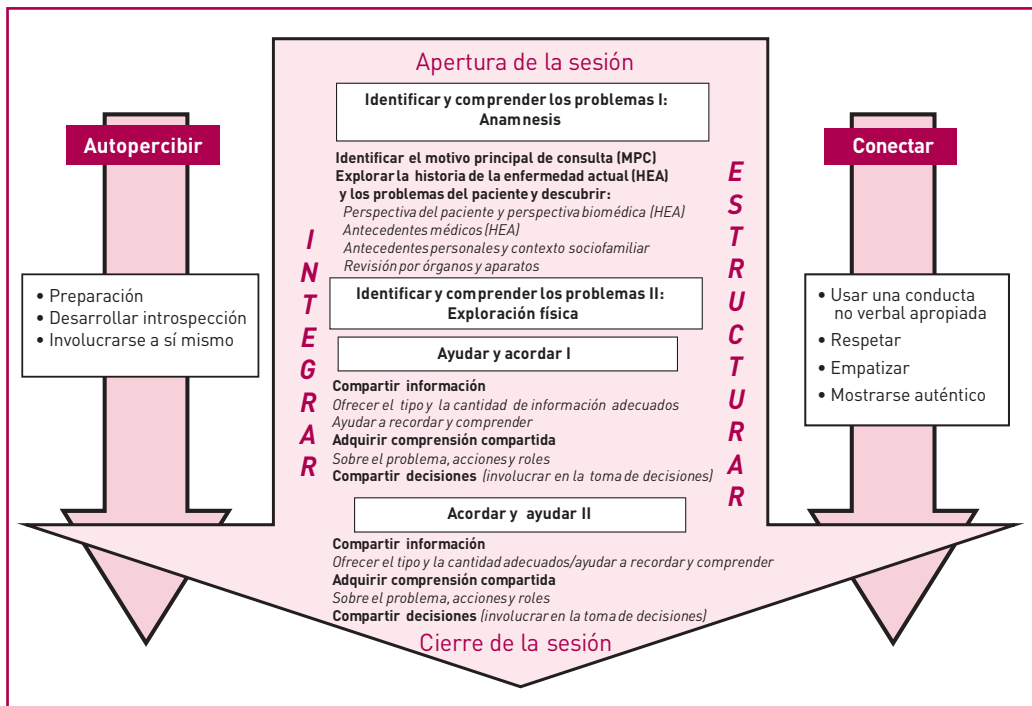 Apertura de la sesión
Identificar y comprender los problemas I:
Anamnesis
Autopercibir
Conectar
Identificar el motivo principal de consulta (MPC)
Explorar la historia de la enfermedad actual (HEA)
y los problemas del paciente y descubrir:
Perspectiva del paciente y perspectiva biomédica (HEA)
Antecedentes médicos (HEA)
Antecedentes personales y contexto sociofamiliar
Revisión por órganos y aparatos
INTEGRAR
ESTRUCTURAR
• Preparación
• Desarrollar introspección
• Involucrarse a sí mismo
Identificar y comprender los problemas II:
Exploración física
• Usar una conducta
no verbal apropiada
• Respetar
• Empatizar
• Mostrarse auténtico
Ayudar y acordar I
Compartir información
Ofrecer el tipo y la cantidad de información adecuados
Ayudar a recordar y comprender
Adquirir comprensión compartida
Sobre el problema, acciones y roles
Compartir decisiones (involucrar en la toma de decisiones)
Acordar y ayudar II
Compartir información
Ofrecer el tipo y la cantidad adecuados/ayudar a recordar y comprender
Adquirir comprensión compartida
Sobre el problema, acciones y roles
Compartir decisiones (involucrar en la toma de decisiones)
Cierre de la sesión